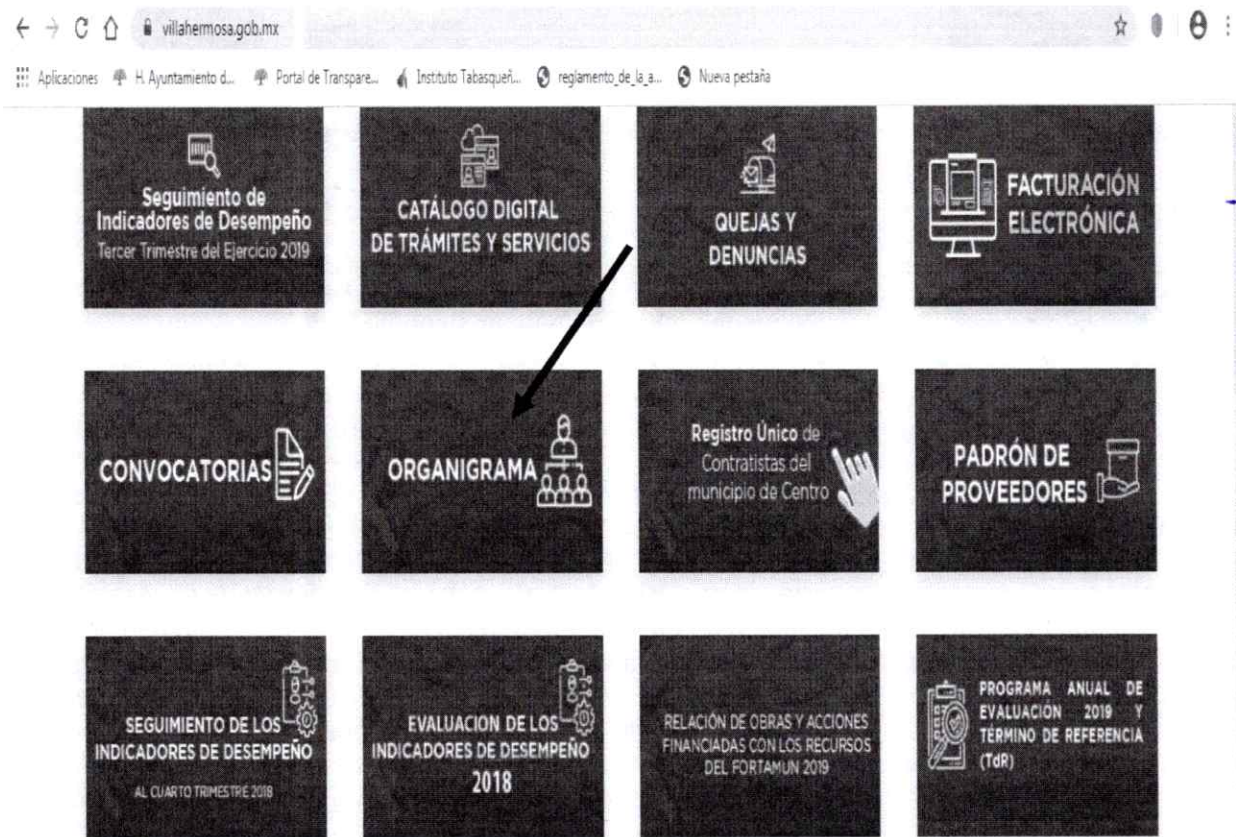 villahermosa.gob.mx
Aplicaciones
H. Ayuntamiento d...
Portal de Transpare...
Instituto Tabasqueñ...
reglamento_de_la_a...
Nueva pestaña
Seguimiento de
Indicadores de Desempeño
Tercer Trimestre del Ejercicio 2019
CATÁLOGO DIGITAL
DE TRÁMITES Y SERVICIOS
QUEJAS Y
DENUNCIAS
FACTURACIÓN
ELECTRÓNICA
CONVOCATORIAS
ORGANIGRAMA
Registro Único de
Contratistas del
municipio de Centro
PADRÓN DE
PROVEEDORES
SEGUIMIENTO DE LOS
INDICADORES DE DESEMPEÑO
AL CUARTO TRIMESTRE 2018
EVALUACION DE LOS
INDICADORES DE DESEMPEÑO
2018
RELACIÓN DE OBRAS Y ACCIONES
FINANCIADAS CON LOS RECURSOS
DEL FORTAMUN 2019
PROGRAMA ANUAL DE
EVALUACIÓN 2019 Y
TÉRMINO DE REFERENCIA
(TdR)